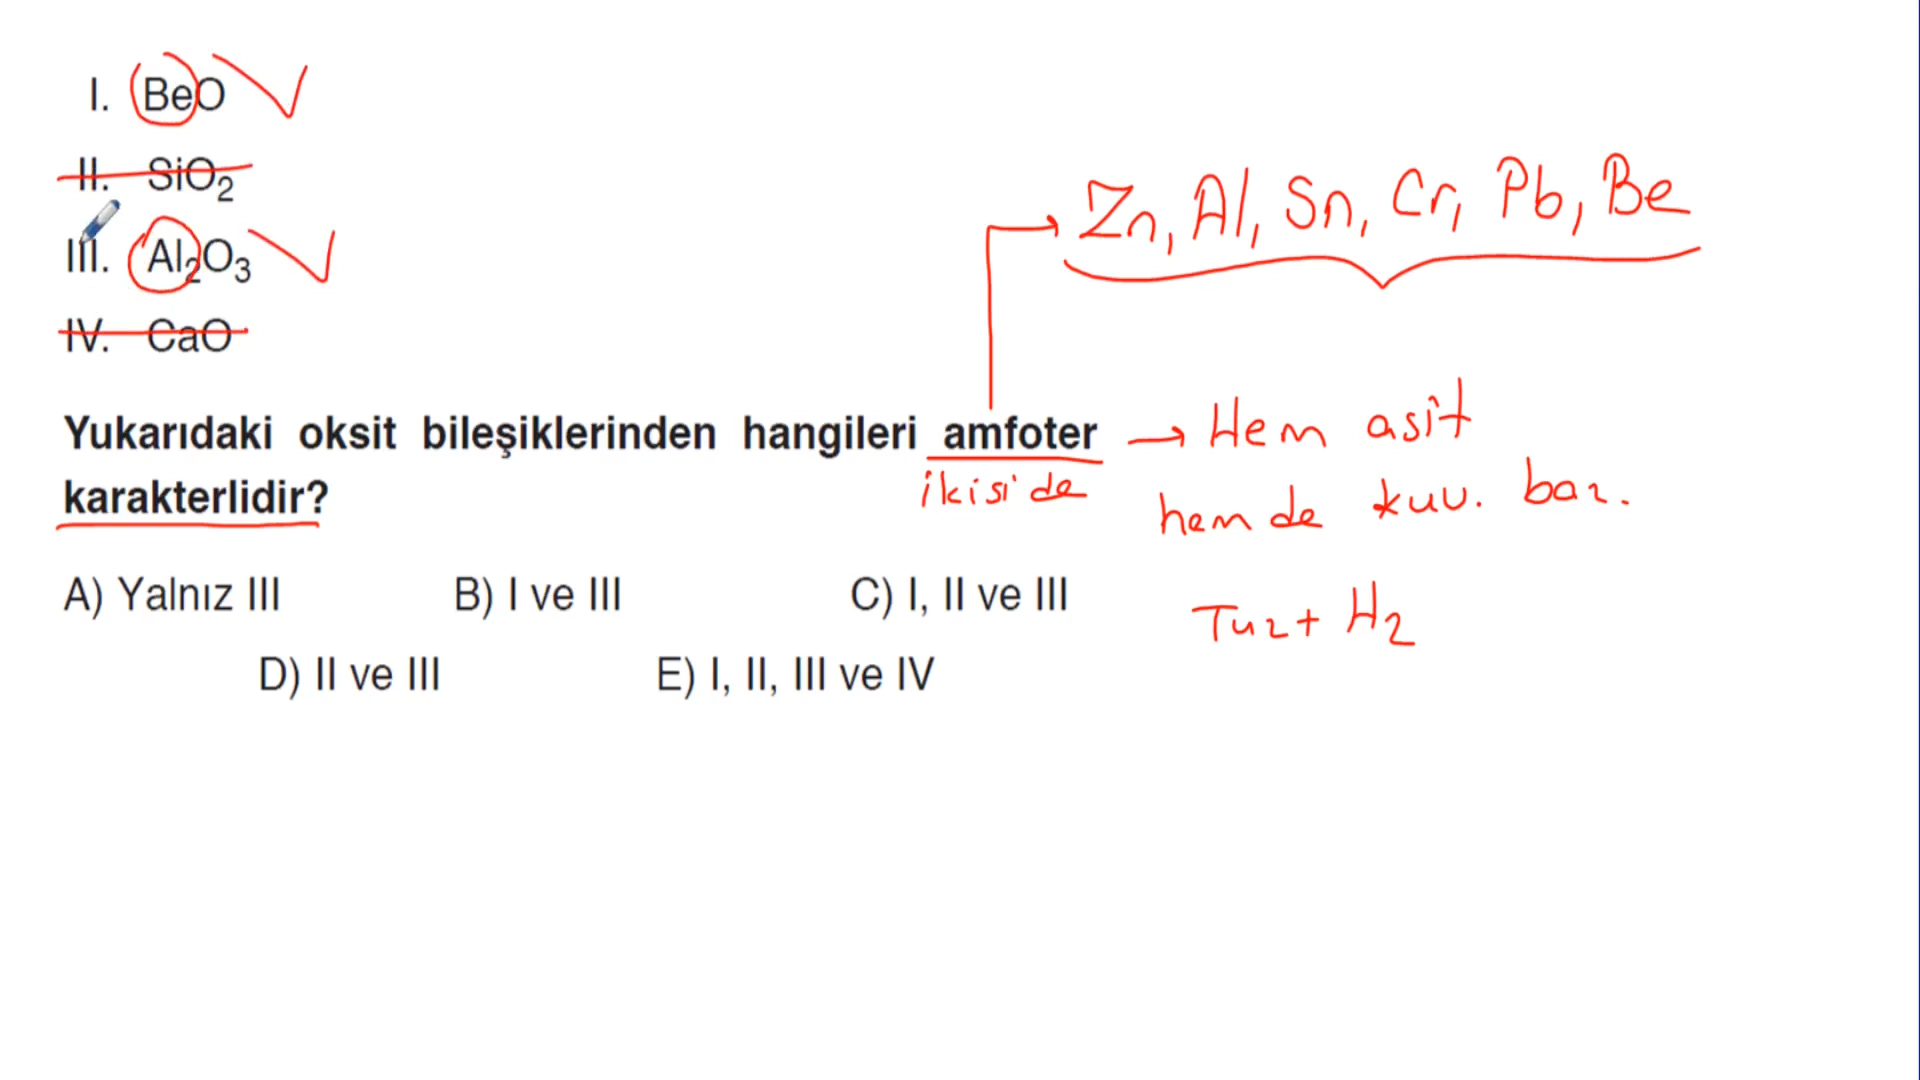 I. BeO
II. SiO₂
III. Al₂O₃
IV. CaO
Zn, Al, Sn, Cr, Pb, Be
Yukarıdaki oksit bileşiklerinden hangileri amfoter
karakterlidir?
ikisi'de
→ Hem asit
hem de kuv. baz.
Tuz + H₂
A) Yalnız III B) I ve III C) I, II ve III
D) II ve III E) I, II, III ve IV